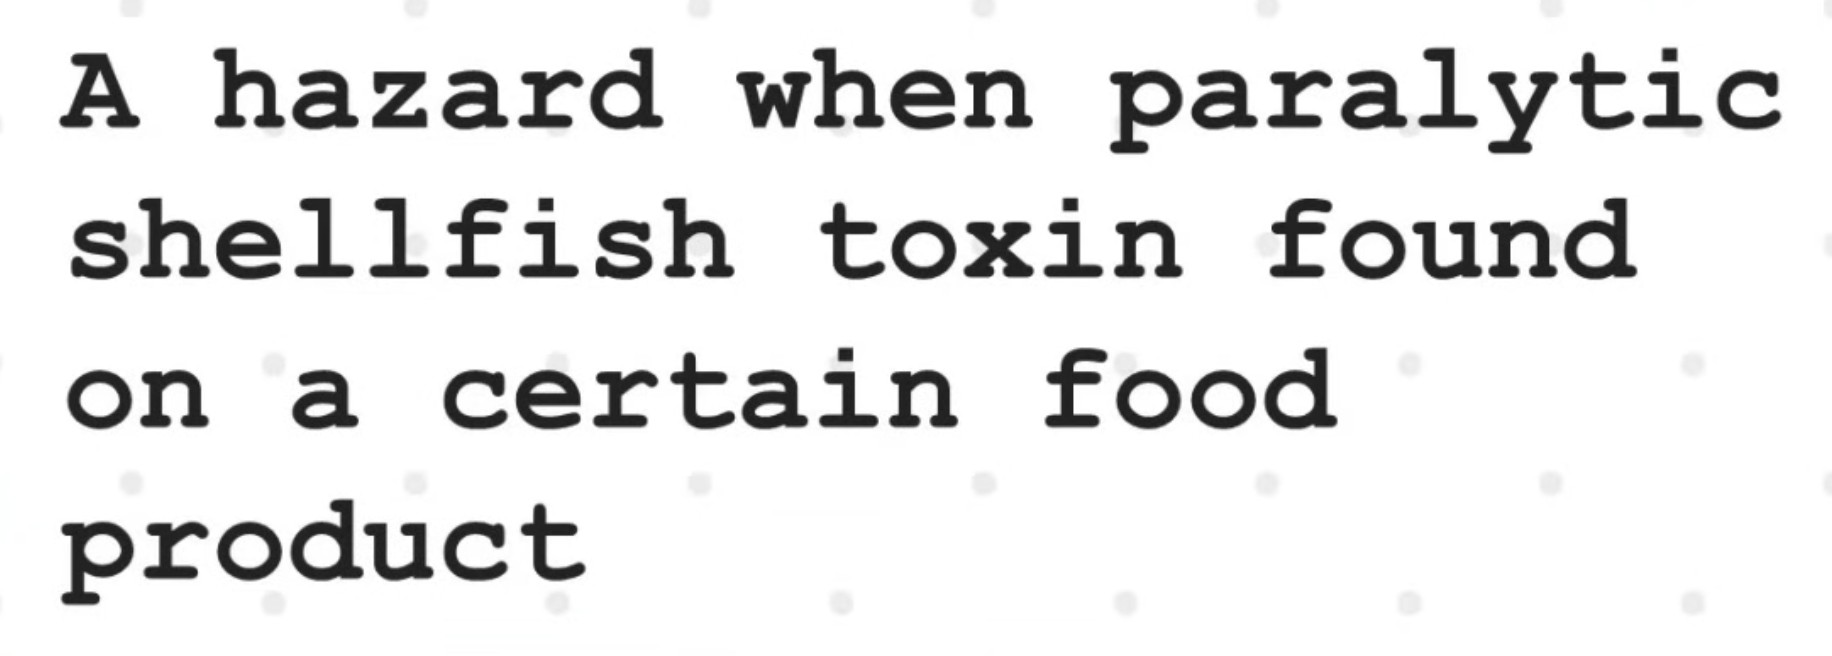 A hazard when paralytic
shellfish toxin found
on a certain food
product